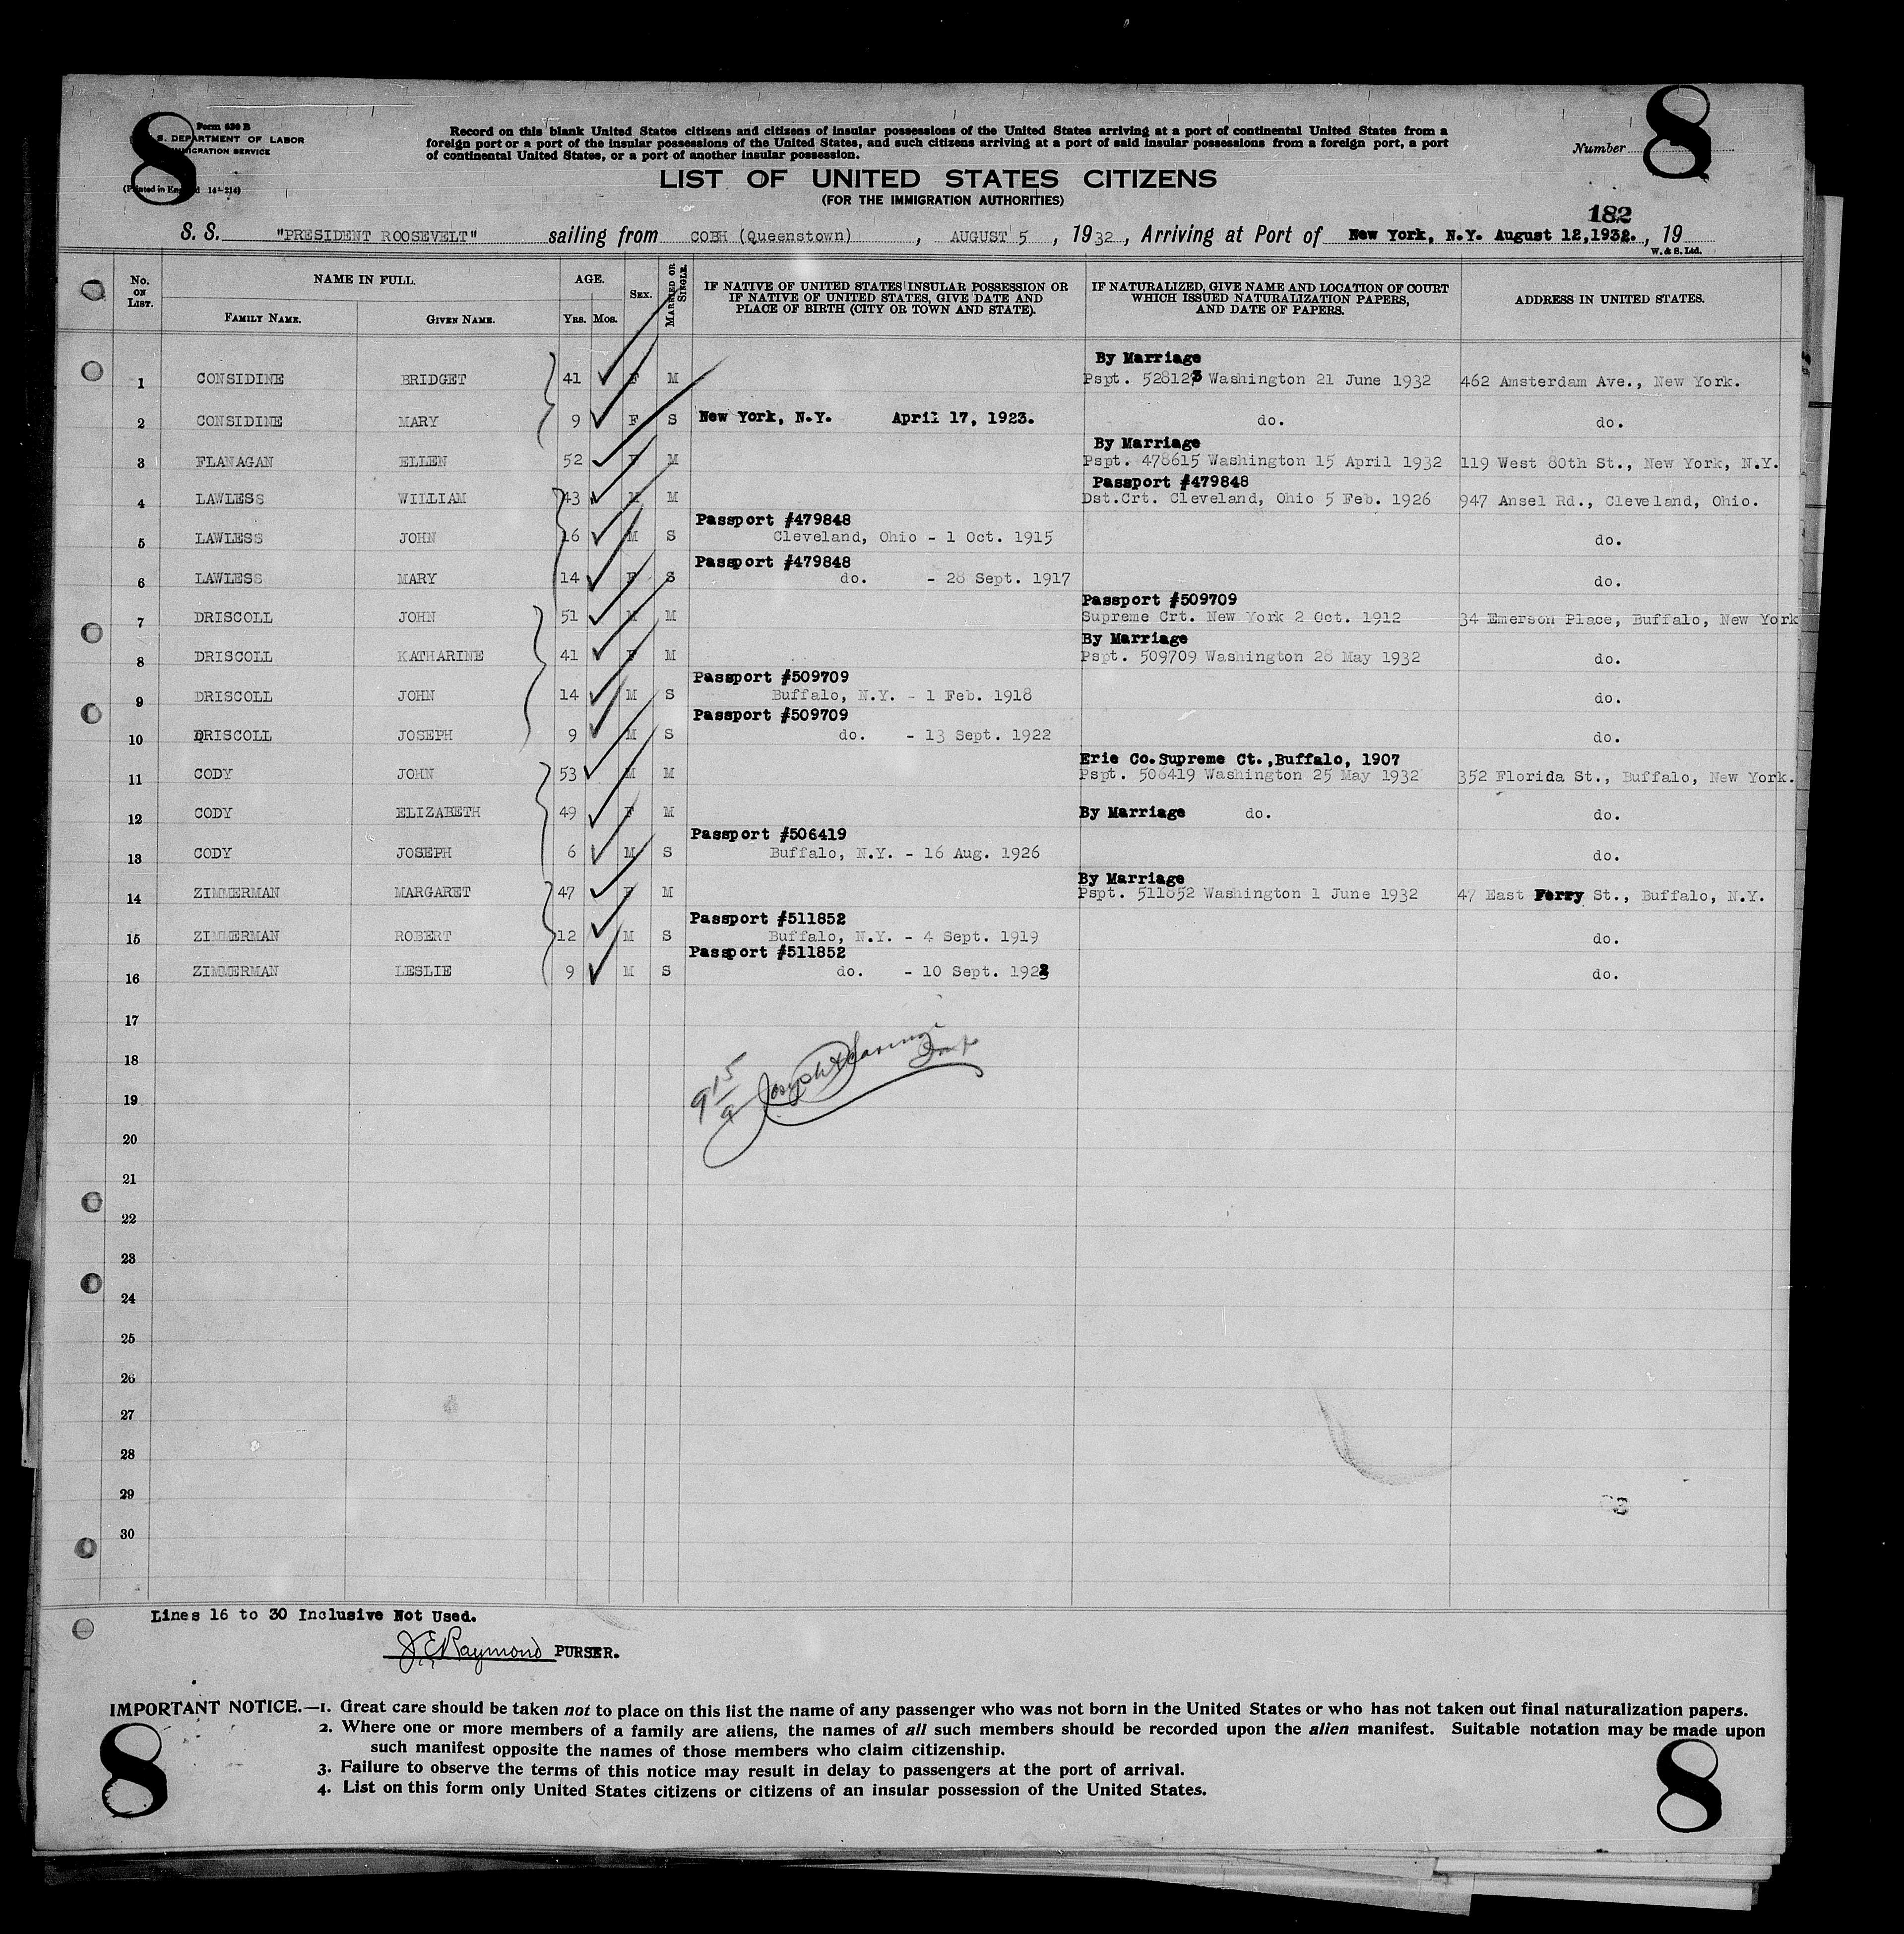 8
Form 630 B
S. DEPARTMENT OF LABOR
IMMIGRATION SERVICE
(Printed in England 14-214)
Record on this blank United States citizens and citizens of insular possessions of the United States arriving at a port of continental United States from a
foreign port or a port of the insular possessions of the United States, and such citizens arriving at a port of said insular possessions from a foreign port, a port
of continental United States, or a port of another insular possession.
Number 8
LIST OF UNITED STATES CITIZENS
(FOR THE IMMIGRATION AUTHORITIES)
182
S. S. "PRESIDENT ROOSEVELT" sailing from COBH (Queenstown) , AUGUST 5 , 1932 , Arriving at Port of New York, N.Y. August 12,1932. , 19
W. & S. Ltd.
No. ON LIST. NAME IN FULL. AGE. SEX. MARRIED OR SINGLE. IF NATIVE OF UNITED STATES INSULAR POSSESSION OR IF NATIVE OF UNITED STATES, GIVE DATE AND PLACE OF BIRTH (CITY OR TOWN AND STATE). IF NATURALIZED, GIVE NAME AND LOCATION OF COURT WHICH ISSUED NATURALIZATION PAPERS, AND DATE OF PAPERS. ADDRESS IN UNITED STATES.
FAMILY NAME. GIVEN NAME. YRS. MOS.
By Marriage
1 CONSIDINE BRIDGET 41 F M Pspt. 528123 Washington 21 June 1932 462 Amsterdam Ave., New York.
2 CONSIDINE MARY 9 F S New York, N.Y. April 17, 1923. do. do.
By Marriage
3 FLANAGAN ELLEN 52 F M Pspt. 478615 Washington 15 April 1932 119 West 80th St., New York, N.Y.
Passport #479848
4 LAWLESS WILLIAM 43 M M Dst.Crt. Cleveland, Ohio 5 Feb. 1926 947 Ansel Rd., Cleveland, Ohio.
Passport #479848
5 LAWLESS JOHN 16 M S Cleveland, Ohio - 1 Oct. 1915 do.
Passport #479848
6 LAWLESS MARY 14 F S do. - 28 Sept. 1917 do.
Passport #509709
7 DRISCOLL JOHN 51 M M Supreme Crt. New York 2 Oct. 1912 34 Emerson Place, Buffalo, New York
By Marriage
8 DRISCOLL KATHARINE 41 F M Pspt. 509709 Washington 28 May 1932 do.
Passport #509709
9 DRISCOLL JOHN 14 M S Buffalo, N.Y. - 1 Feb. 1918 do.
Passport #509709
10 DRISCOLL JOSEPH 9 M S do. - 13 Sept. 1922 do.
Erie Co.Supreme Ct.,Buffalo, 1907
11 CODY JOHN 53 M M Pspt. 506419 Washington 25 May 1932 352 Florida St., Buffalo, New York.
12 CODY ELIZABETH 49 F M By Marriage do. do.
Passport #506419
13 CODY JOSEPH 6 M S Buffalo, N.Y. - 16 Aug. 1926 do.
By Marriage
14 ZIMMERMAN MARGARET 47 F M Pspt. 511852 Washington 1 June 1932 47 East Ferry St., Buffalo, N.Y.
Passport #511852
15 ZIMMERMAN ROBERT 12 M S Buffalo, N.Y. - 4 Sept. 1919 do.
Passport #511852
16 ZIMMERMAN LESLIE 9 M S do. - 10 Sept. 1922 do.
17
18
19
20
21
22
23
24
25
26
27
28
29
30
Lines 16 to 30 Inclusive Not Used.
J.E. Raymond PURSER.
IMPORTANT NOTICE.—1. Great care should be taken not to place on this list the name of any passenger who was not born in the United States or who has not taken out final naturalization papers.
2. Where one or more members of a family are aliens, the names of all such members should be recorded upon the alien manifest. Suitable notation may be made upon
such manifest opposite the names of those members who claim citizenship.
3. Failure to observe the terms of this notice may result in delay to passengers at the port of arrival.
4. List on this form only United States citizens or citizens of an insular possession of the United States.
8
8